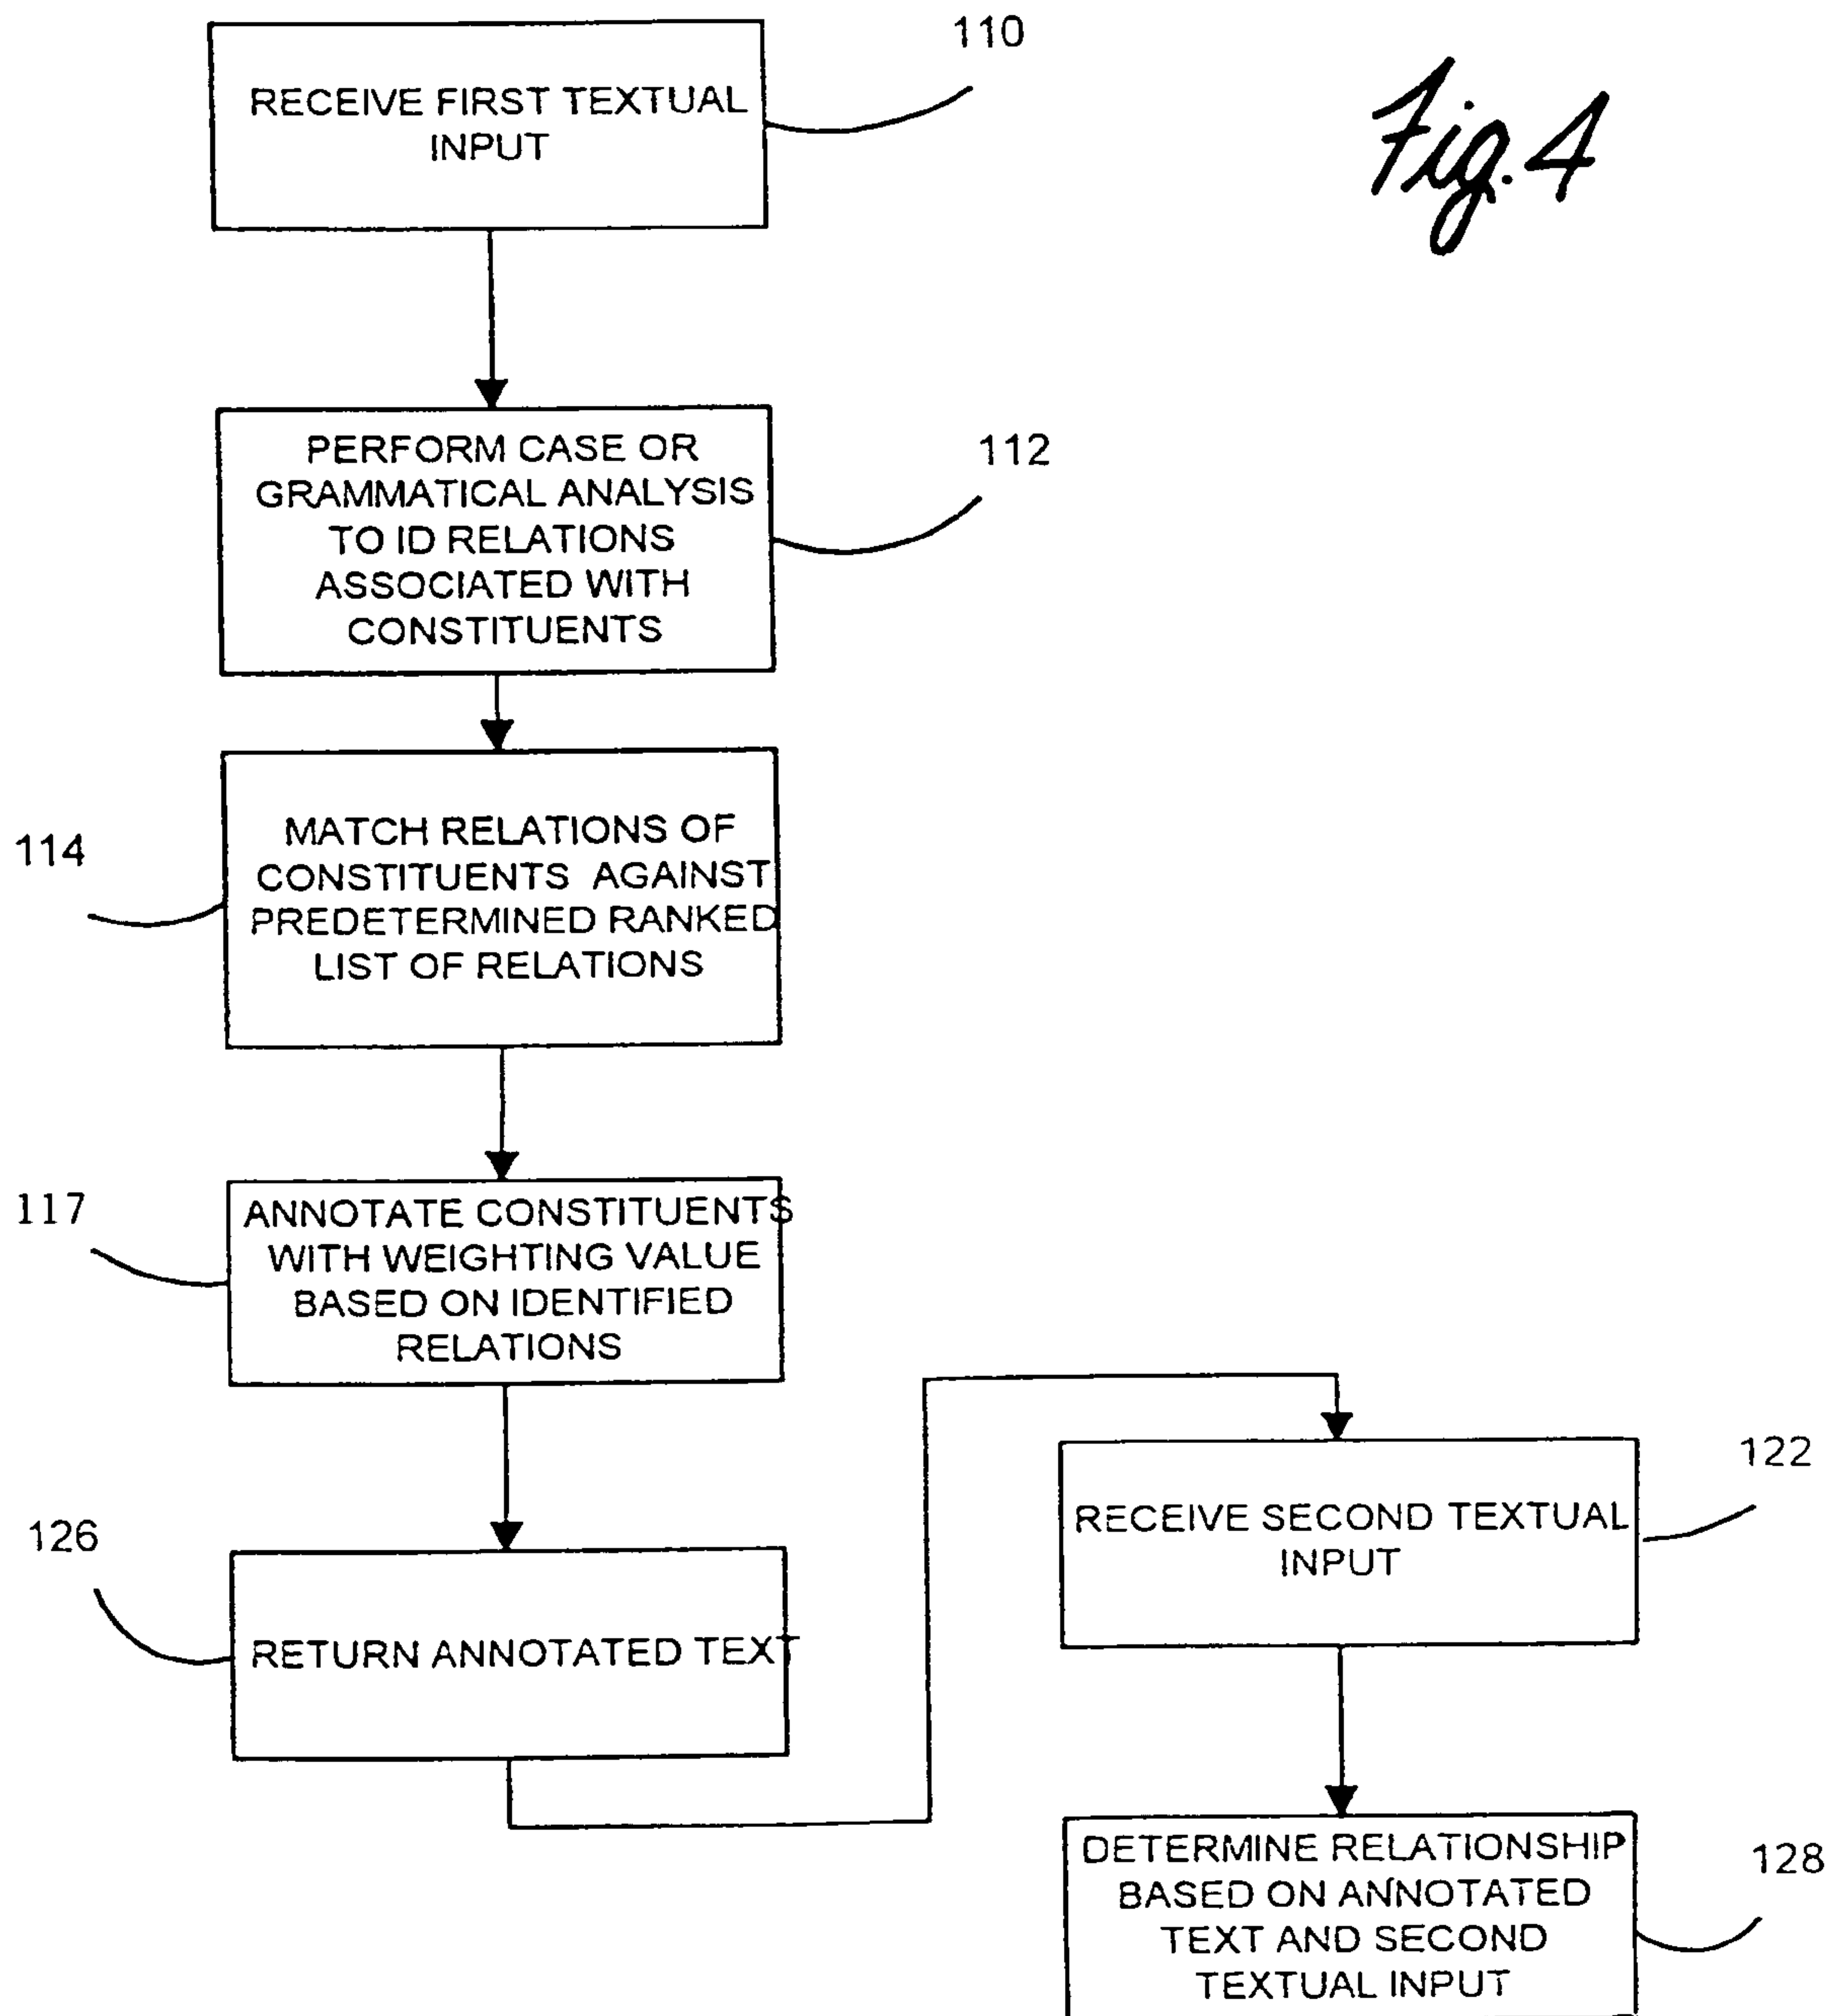 110
RECEIVE FIRST TEXTUAL
INPUT
Fig. 4
112
PERFORM CASE OR
GRAMMATICAL ANALYSIS
TO ID RELATIONS
ASSOCIATED WITH
CONSTITUENTS
114
MATCH RELATIONS OF
CONSTITUENTS AGAINST
PREDETERMINED RANKED
LIST OF RELATIONS
117
ANNOTATE CONSTITUENTS
WITH WEIGHTING VALUE
BASED ON IDENTIFIED
RELATIONS
126
RETURN ANNOTATED TEXT
122
RECEIVE SECOND TEXTUAL
INPUT
128
DETERMINE RELATIONSHIP
BASED ON ANNOTATED
TEXT AND SECOND
TEXTUAL INPUT